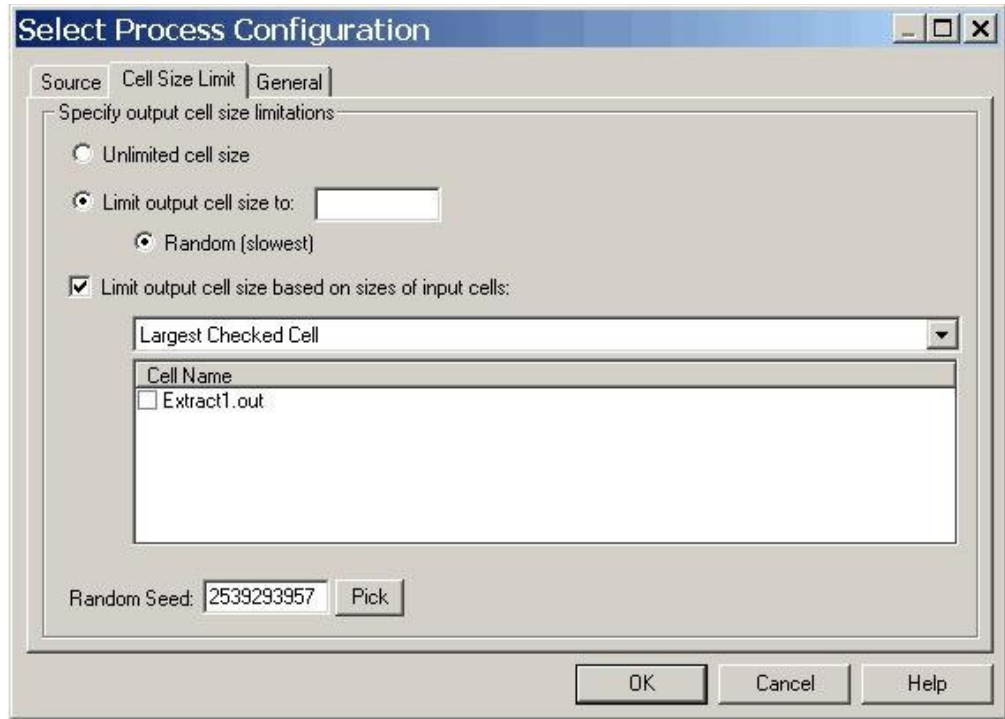 Select Process Configuration
Source Cell Size Limit General
Specify output cell size limitations
Unlimited cell size
Limit output cell size to:
Random (slowest)
Limit output cell size based on sizes of input cells:
Largest Checked Cell
Cell Name
Extract1.out
Random Seed: 2539293957 Pick
OK Cancel Help